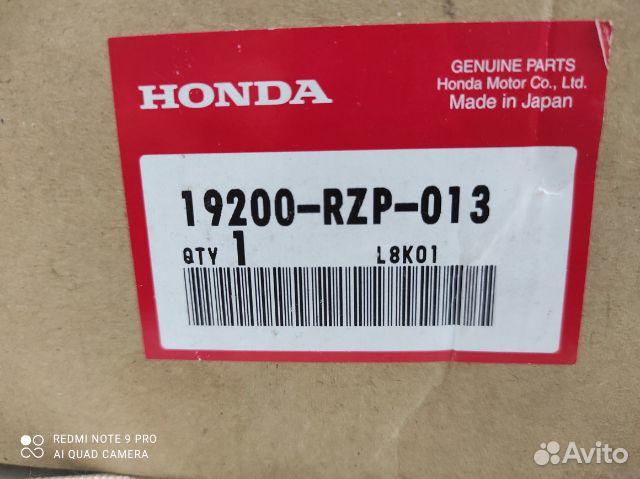 HONDA
GENUINE PARTS
Honda Motor Co., Ltd.
Made in Japan
19200-RZP-013
QTY 1 L8K01
REDMI NOTE 9 PRO
AI QUAD CAMERA
Avito